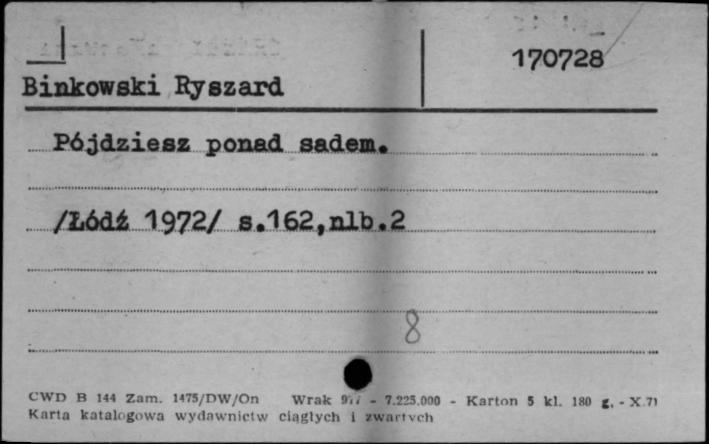 170728
Binkowski Ryszard
Pójdziesz ponad sadem.
/Łódź 1972/ s.162,nlb.2
8
CWD B 144 Zam. 1475/DW/On Wrak - 7.225.000 - Karton 5 kl. 180 g. - X.71
Karta katalogowa wydawnictw ciągłych i zwartych